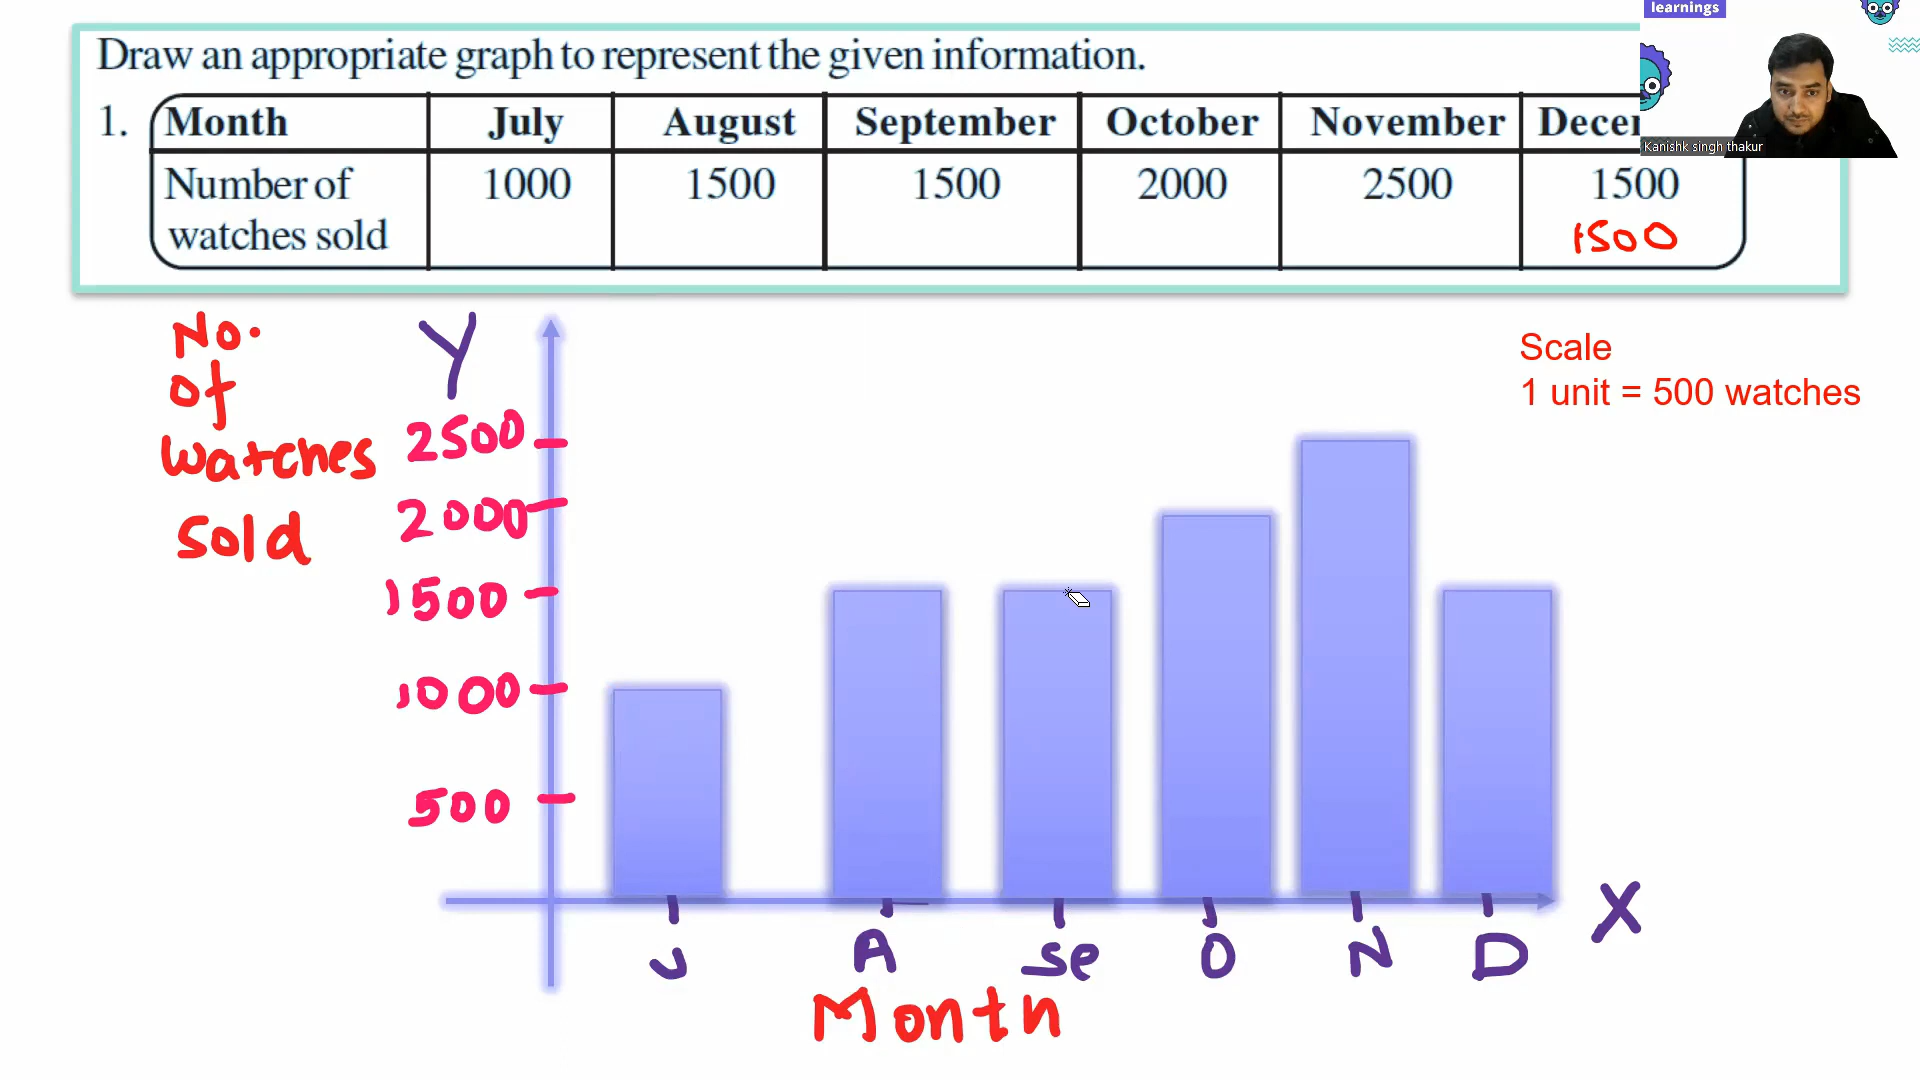 learnings
Draw an appropriate graph to represent the given information.
1. Month July August September October November Decem
Number of 1000 1500 1500 2000 2500 1500
watches sold
1500
Kanishk singh thakur
No.
of
watches
sold
Y
Scale
1 unit = 500 watches
2500
2000
1500
1000
500
X
J A Se O N D
Month